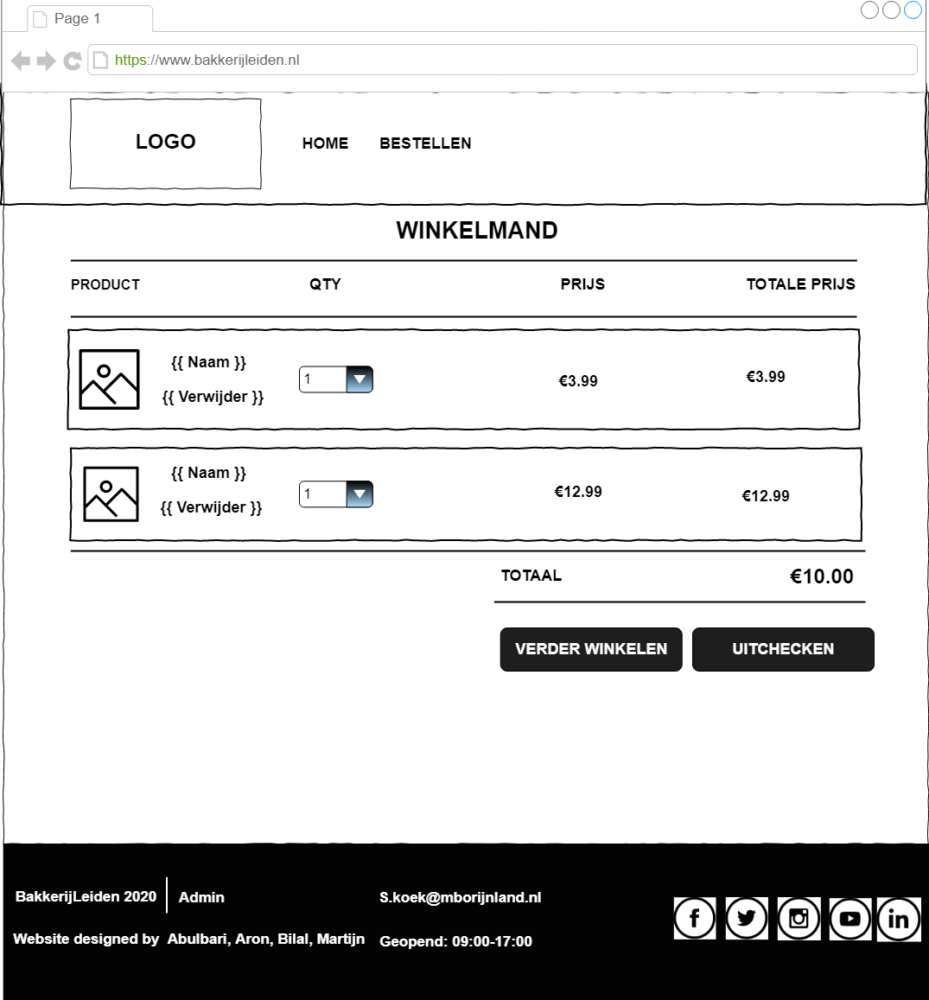 Page 1
https://www.bakkerijleiden.nl
LOGO
HOME BESTELLEN
WINKELMAND
PRODUCT QTY PRIJS TOTALE PRIJS
{{ Naam }}
{{ Verwijder }}
1
€3.99
€3.99
{{ Naam }}
{{ Verwijder }}
1
€12.99
€12.99
TOTAAL €10.00
VERDER WINKELEN UITCHECKEN
BakkerijLeiden 2020 Admin S.koek@mborijnland.nl
Website designed by Abulbari, Aron, Bilal, Martijn Geopend: 09:00-17:00